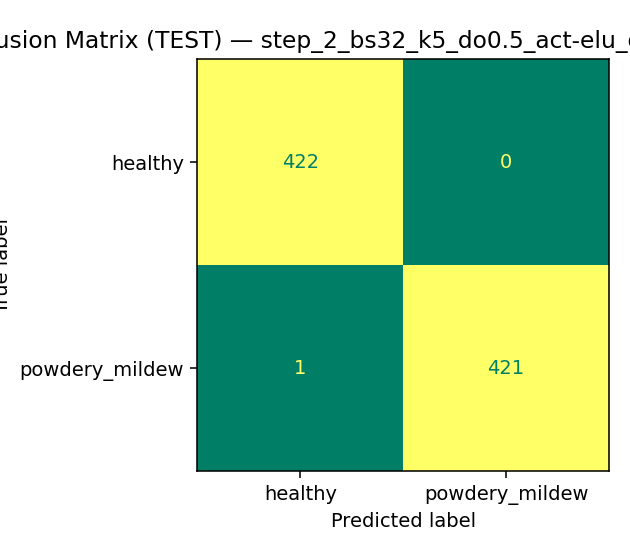 usion Matrix (TEST) — step_2_bs32_k5_do0.5_act-elu_
healthy
422
0
True label
powdery_mildew
1
421
healthy
powdery_mildew
Predicted label